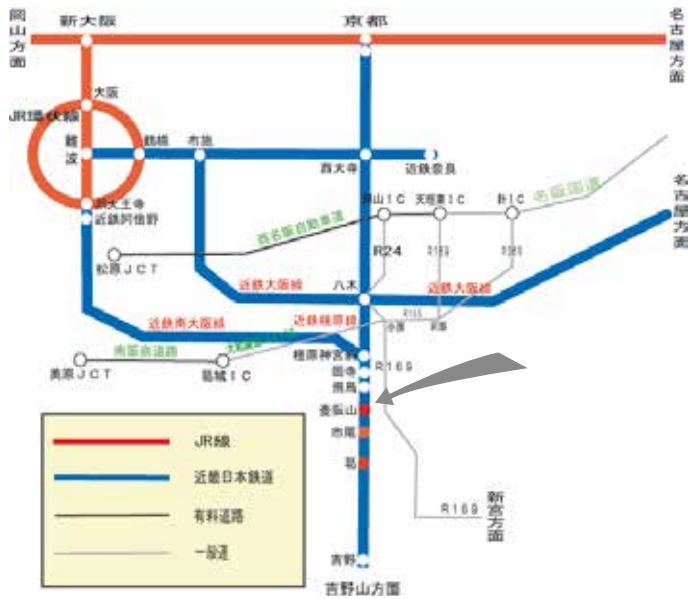 新大阪
京都
岡山方面
名古屋方面
大阪
JR環状線
難波
鶴橋
布施
西大寺
近鉄奈良
天王寺
近鉄阿倍野
郡山IC
天理東IC
針IC
名阪国道
名古屋方面
西名阪自動車道
松原JCT
R24
R169
R369
八木
近鉄大阪線
近鉄大阪線
近鉄南大阪線
近鉄橿原線
R165
小房
南阪奈道路
美原JCT
葛城IC
橿原神宮前
岡寺
飛鳥
R169
壺阪山
市尾
葛
R169
新宮方面
吉野
吉野山方面
JR線
近畿日本鉄道
有料道路
一般道